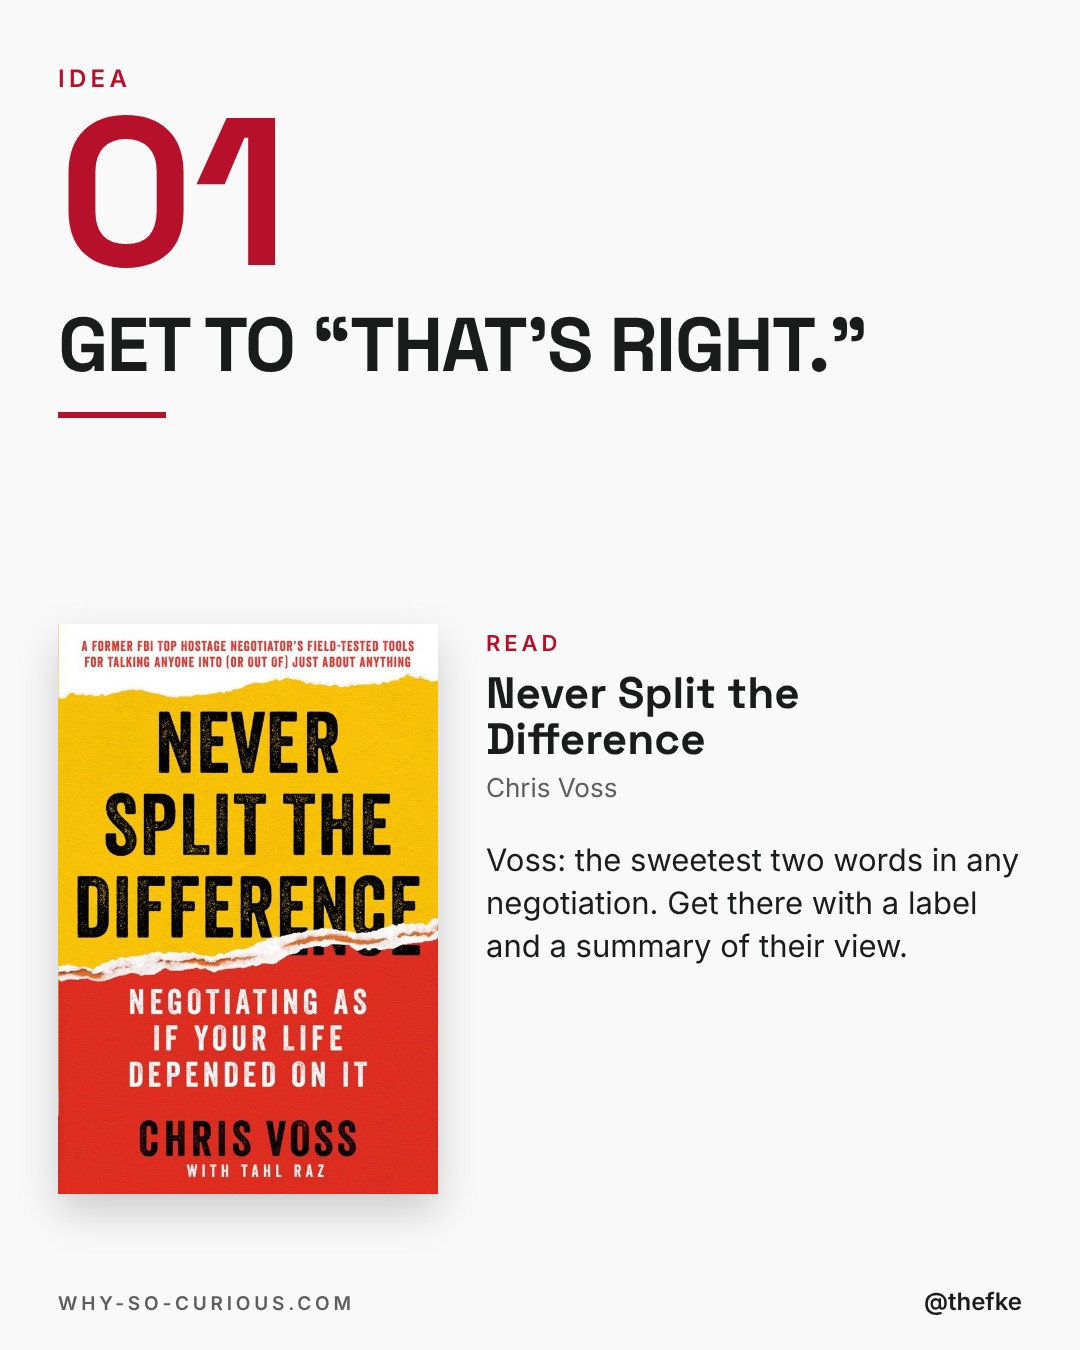 IDEA
01
GET TO “THAT’S RIGHT.”
A FORMER FBI TOP HOSTAGE NEGOTIATOR'S FIELD-TESTED TOOLS
FOR TALKING ANYONE INTO (OR OUT OF) JUST ABOUT ANYTHING
NEVER
SPLIT THE
DIFFERENCE
NEGOTIATING AS
IF YOUR LIFE
DEPENDED ON IT
CHRIS VOSS
WITH TAHL RAZ
READ
Never Split the
Difference
Chris Voss
Voss: the sweetest two words in any
negotiation. Get there with a label
and a summary of their view.
WHY-SO-CURIOUS.COM
@thefke